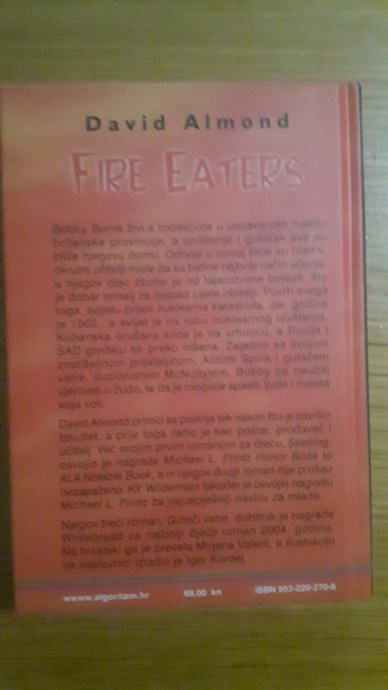 David Almond
FIRE EATERS
Bobby Burns živi s roditeljima u uspavanom mjestu
britanske provincije, a uništenje i gubitak sve su
bliže njegovu domu. Odnosi u novoj školi su hladni,
okrutni učitelji misle da su batine najbolji način učenja,
a njegov otac obolio je od tajanstvene bolesti, što
je dobar temelj za raspad cijele obitelji. Povrh svega
toga, svijetu prijeti nuklearna katastrofa. Jer, godina
je 1962., a svijet je na rubu nuklearnog uništenja.
Kubanska oružana kriza je na vrhuncu, a Rusija i
SAD gledaju se preko nišana. Zajedno sa svojom
znatiželjnom prijateljicom, Ailsom Spink i gutačem
vatre, iluzionistom McNultyjem, Bobby će naučiti
vjerovati u čudo, te da je moguće spasiti ljude i mjesta
koja voli.
David Almond primio se pisanja tek nakon što je završio
fakultet, a prije toga radio je kao poštar, prodavač i
učitelj. Već svojim prvim romanom za djecu, Skellig,
osvojio je nagrade Michael L. Printz Honor Book te
ALA Notable Book, a ni njegov drugi roman nije prošao
nezapaženo: Kit Wilderness također je osvojio nagradu
Michael L. Printz za najuspješniji naslov za mlade.
Njegov treći roman, Gutači vatre, dobitnik je nagrade
Whitebread za najbolji dječji roman 2004. godine.
Na hrvatski ga je prevela Mirjana Valent, a ilustraciju
na naslovnici izradio je Igor Kordej.
www.algoritam.hr 69,00 kn ISBN 953-220-270-6